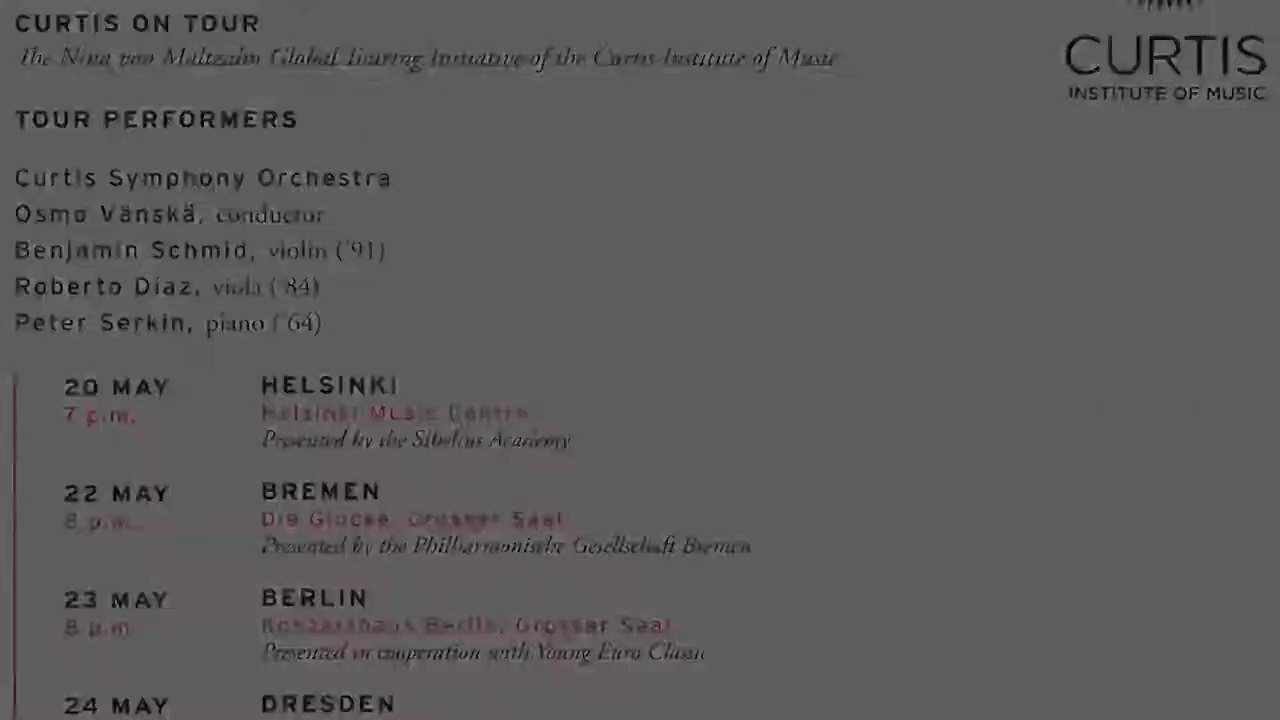 CURTIS ON TOUR
The Nina von Maltzahn Global Touring Initiative of the Curtis Institute of Music
CURTIS
INSTITUTE OF MUSIC
TOUR PERFORMERS
Curtis Symphony Orchestra
Osmo Vänskä, conductor
Benjamin Schmid, violin ('91)
Roberto Díaz, viola ('84)
Peter Serkin, piano ('64)
20 MAY HELSINKI
7 p.m. Helsinki Music Centre
Presented by the Sibelius Academy
22 MAY BREMEN
8 p.m. Die Glocke, Grosser Saal
Presented by the Philharmonische Gesellschaft Bremen
23 MAY BERLIN
8 p.m. Konzerthaus Berlin, Grosser Saal
Presented in cooperation with Young Euro Classic
24 MAY DRESDEN